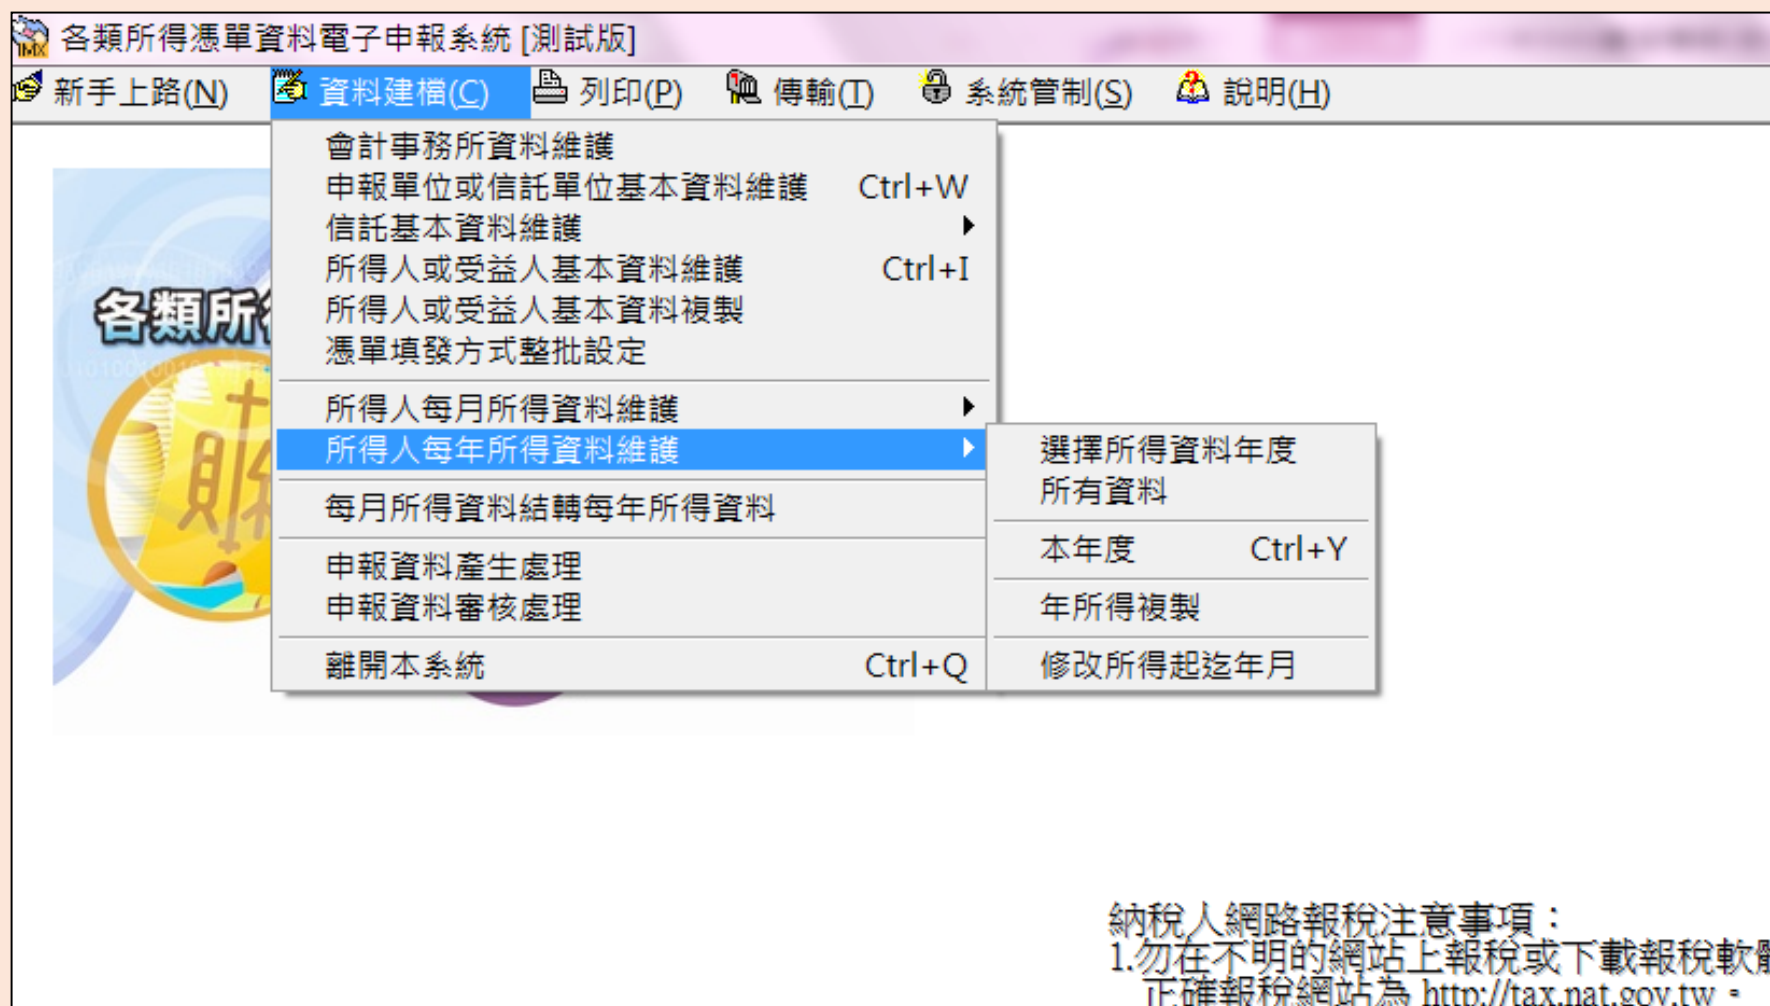 各類所得憑單資料電子申報系統 [測試版]
新手上路(N) 資料建檔(C) 列印(P) 傳輸(T) 系統管制(S) 說明(H)
會計事務所資料維護
申報單位或信託單位基本資料維護 Ctrl+W
信託基本資料維護
所得人或受益人基本資料維護 Ctrl+I
所得人或受益人基本資料複製
憑單填發方式整批設定
所得人每月所得資料維護
所得人每年所得資料維護
每月所得資料結轉每年所得資料
申報資料產生處理
申報資料審核處理
離開本系統 Ctrl+Q
選擇所得資料年度
所有資料
本年度 Ctrl+Y
年所得複製
修改所得起迄年月
各類所
財
納稅人網路報稅注意事項：
1.勿在不明的網站上報稅或下載報稅軟體
正確報稅網站為 http://tax.nat.gov.tw。